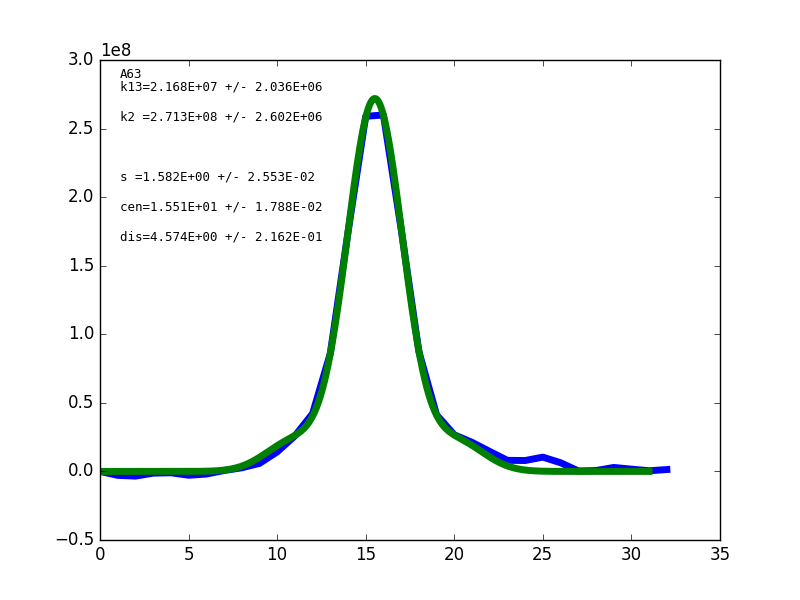 1e8
3.0
2.5
2.0
1.5
1.0
0.5
0.0
−0.5
A63
k13=2.168E+07 +/- 2.036E+06
k2 =2.713E+08 +/- 2.602E+06
s =1.582E+00 +/- 2.553E-02
cen=1.551E+01 +/- 1.788E-02
dis=4.574E+00 +/- 2.162E-01
0 5 10 15 20 25 30 35